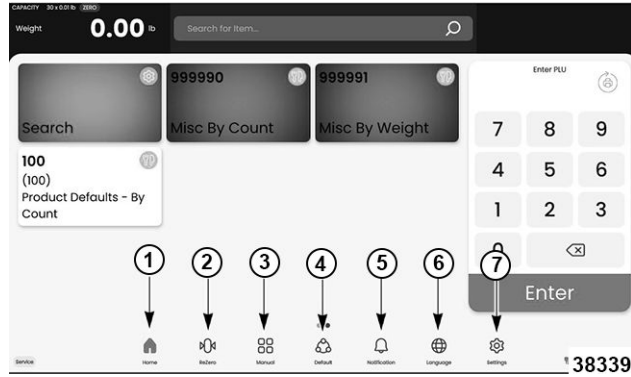 CAPACITY 30 x 0.01 lb ZERO
Weight 0.00 lb
Search for Item...
Search
999990
Misc By Count
999991
Misc By Weight
100
(100)
Product Defaults - By
Count
Enter PLU
7 8 9
4 5 6
1 2 3
0
Enter
1 2 3 4 5 6 7
Service
Home
ReZero
Manual
Default
Notification
Language
Settings
38339